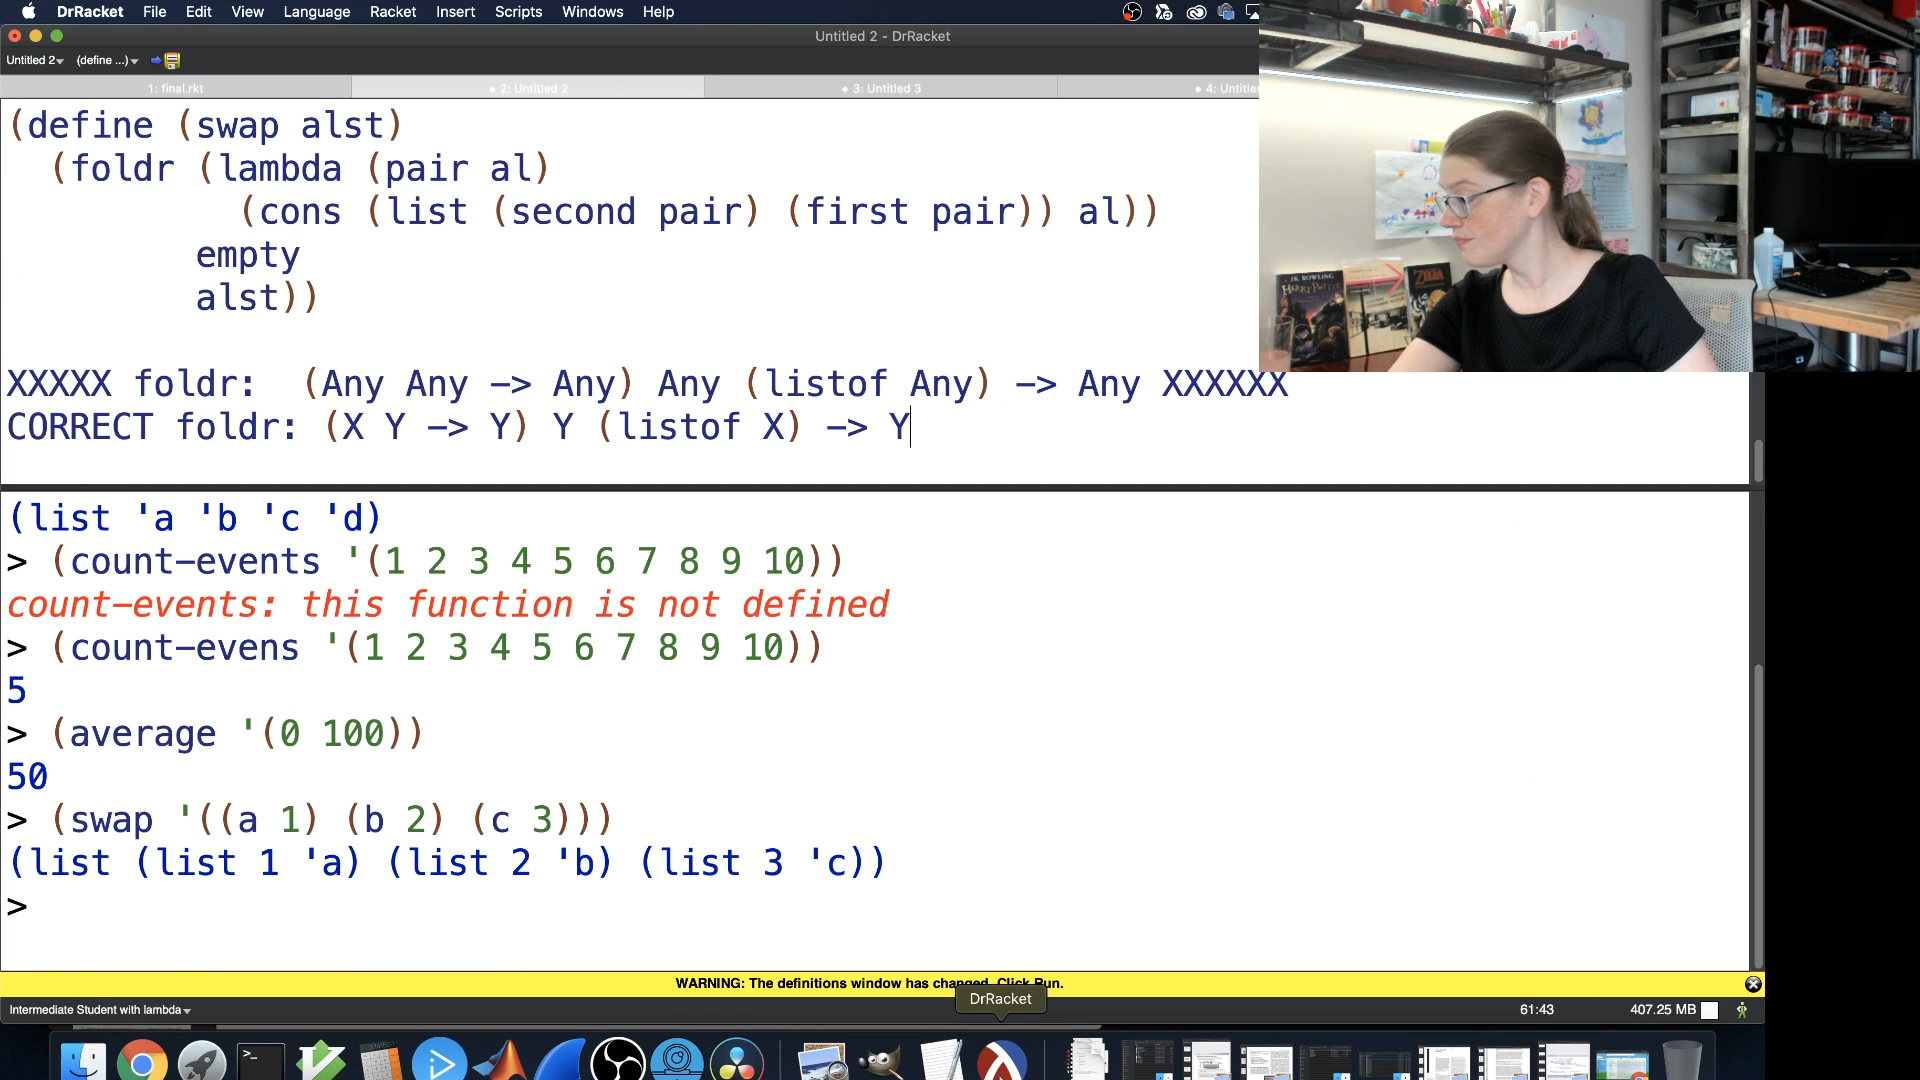 DrRacket File Edit View Language Racket Insert Scripts Windows Help
Untitled 2 - DrRacket
Untitled 2 (define ...)
1: final.rkt 2: Untitled 2 3: Untitled 3 4: Untitle
(define (swap alst)
(foldr (lambda (pair al)
(cons (list (second pair) (first pair)) al))
empty
alst))
XXXXX foldr: (Any Any -> Any) Any (listof Any) -> Any XXXXXX
CORRECT foldr: (X Y -> Y) Y (listof X) -> Y
J.K. ROWLING
HARRY POTTER
ZELDA
(list 'a 'b 'c 'd)
> (count-events '(1 2 3 4 5 6 7 8 9 10))
count-events: this function is not defined
> (count-evens '(1 2 3 4 5 6 7 8 9 10))
5
> (average '(0 100))
50
> (swap '((a 1) (b 2) (c 3)))
(list (list 1 'a) (list 2 'b) (list 3 'c))
>
WARNING: The definitions window has changed. Click Run.
DrRacket
Intermediate Student with lambda 61:43 407.25 MB